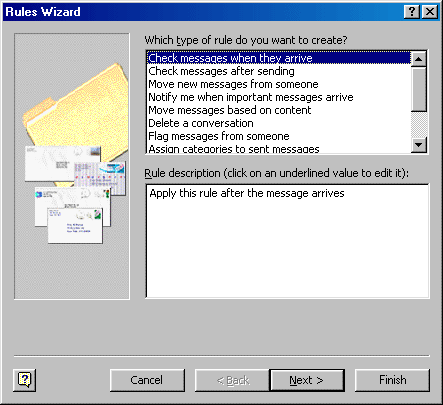 Rules Wizard
Which type of rule do you want to create?
Check messages when they arrive
Check messages after sending
Move new messages from someone
Notify me when important messages arrive
Move messages based on content
Delete a conversation
Flag messages from someone
Assign categories to sent messages
Rule description (click on an underlined value to edit it):
Apply this rule after the message arrives
Cancel
< Back
Next >
Finish